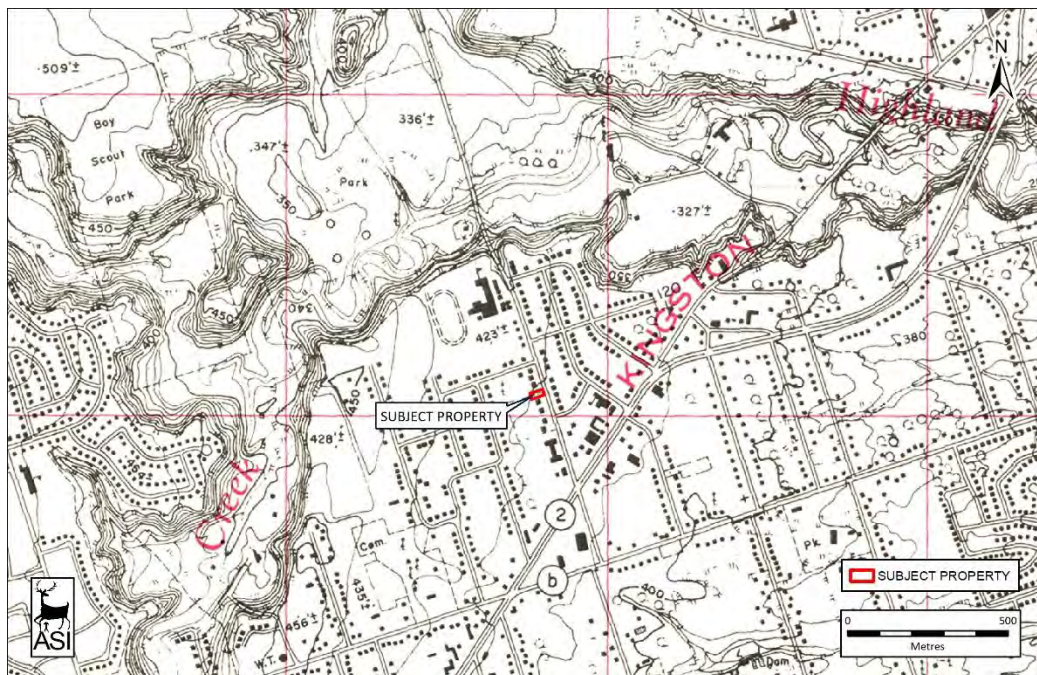 N
Highland
·509'±
Boy
Scout
Park
400
336'±
.347'±
350
Park
450
·327'±
350
450
340
400
120
KINGSTON
423'±
380
SUBJECT PROPERTY
450
428'±
464'±
Creek
2
Cem
b
Pk
435'±
400
456'±
W.T.
Dam
SUBJECT PROPERTY
0 500
Metres
ASI